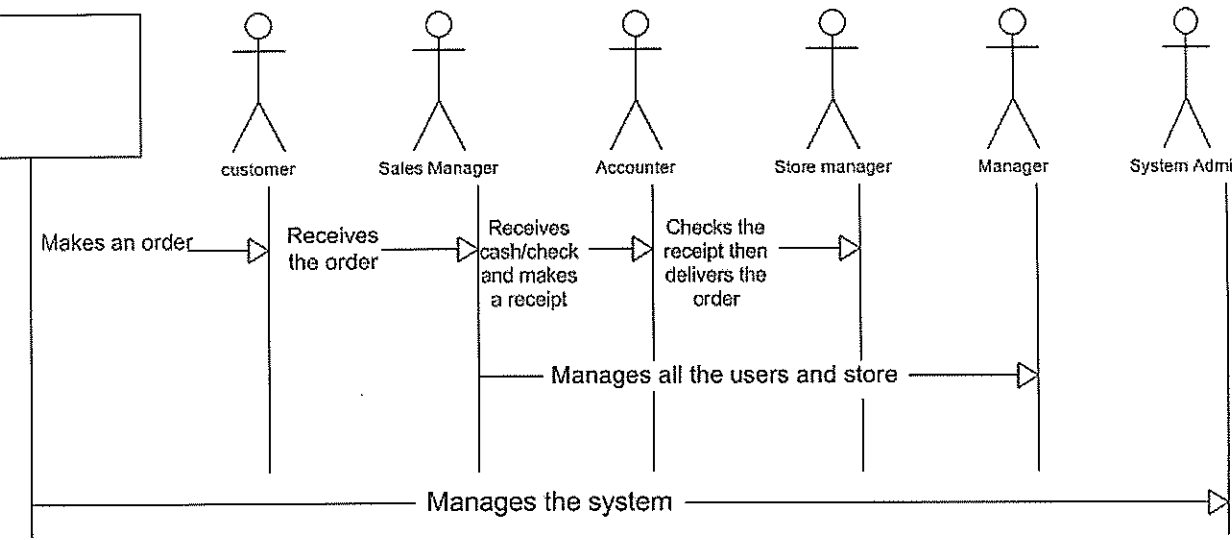 customer
Sales Manager
Accounter
Store manager
Manager
System Admi
Makes an order
Receives
the order
Receives
cash/check
and makes
a receipt
Checks the
receipt then
delivers the
order
Manages all the users and store
Manages the system